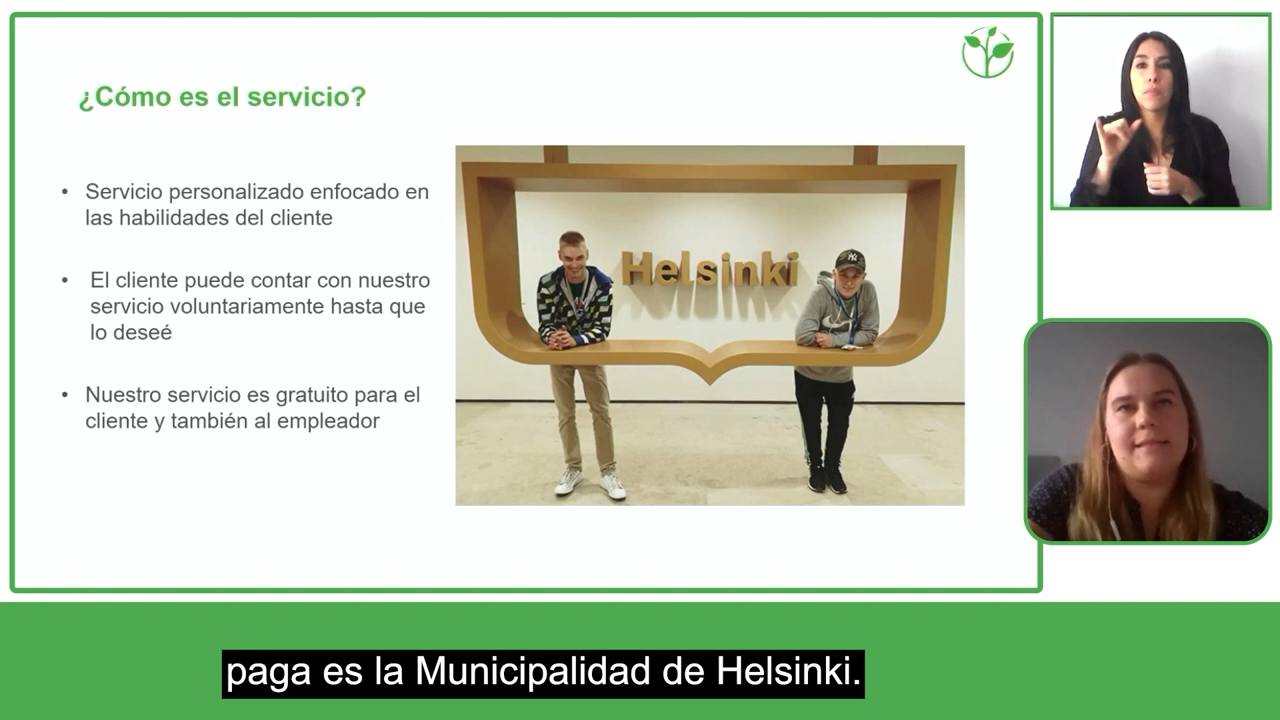 ¿Cómo es el servicio?
• Servicio personalizado enfocado en
las habilidades del cliente
• El cliente puede contar con nuestro
servicio voluntariamente hasta que
lo deseé
• Nuestro servicio es gratuito para el
cliente y también al empleador
Helsinki
NY
paga es la Municipalidad de Helsinki.